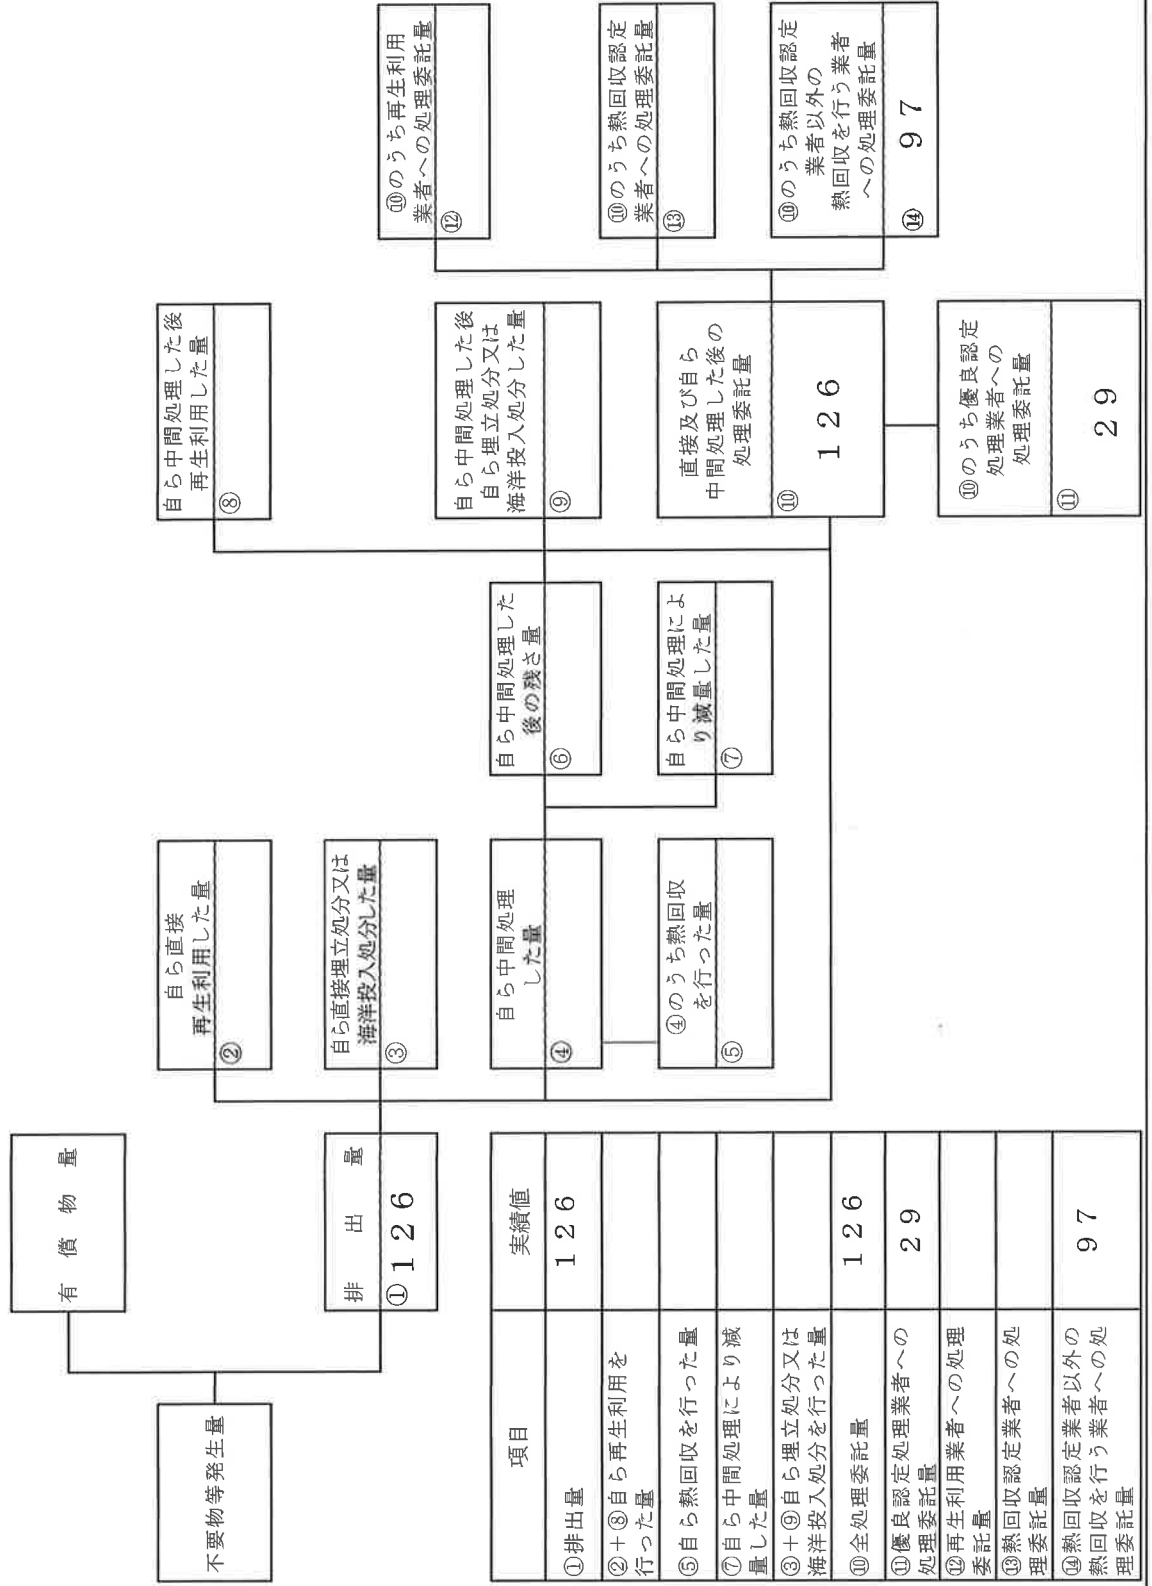 不要物等発生量
有償物量
排出量
①126
自ら直接
再生利用した量
②
自ら直接埋立処分又は
海洋投入処分した量
③
自ら中間処理
した量
④
④のうち熱回収
を行った量
⑤
自ら中間処理した
後の残さ量
⑥
自ら中間処理によ
り減量した量
⑦
自ら中間処理した後
再生利用した量
⑧
自ら中間処理した後
自ら埋立処分又は
海洋投入処分した量
⑨
直接及び自ら
中間処理した後の
処理委託量
⑩
126
⑩のうち優良認定
処理業者への
処理委託量
⑪
29
⑩のうち再生利用
業者への処理委託量
⑫
⑩のうち熱回収認定
業者への処理委託量
⑬
⑩のうち熱回収認定
業者以外の
熱回収を行う業者
への処理委託量
⑭ 97
項目 実績値
①排出量 126
②+⑧自ら再生利用を
行った量
⑤自ら熱回収を行った量
⑦自ら中間処理により減
量した量
③+⑨自ら埋立処分又は
海洋投入処分を行った量
⑩全処理委託量 126
⑪優良認定処理業者への
処理委託量 29
⑫再生利用業者への処理
委託量
⑬熱回収認定業者への処
理委託量
⑭熱回収認定業者以外の
熱回収を行う業者への処
理委託量 97